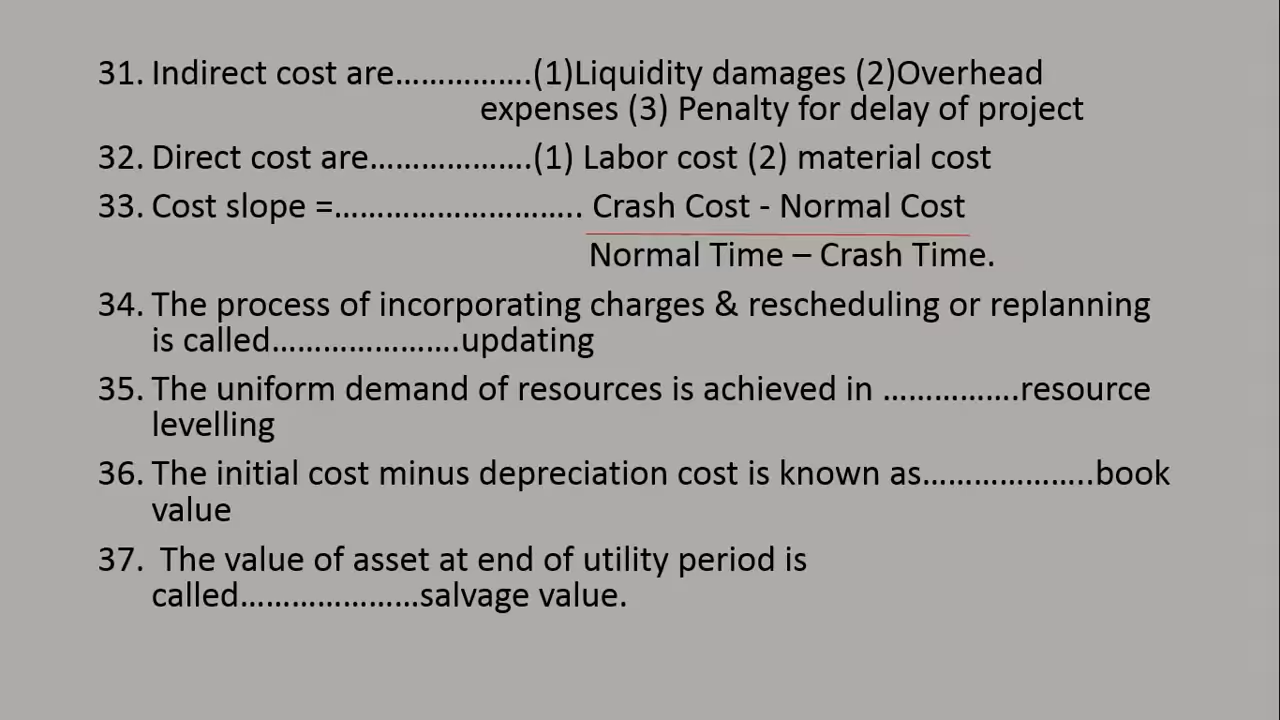 31. Indirect cost are…………….(1)Liquidity damages (2)Overhead
expenses (3) Penalty for delay of project
32. Direct cost are……………….(1) Labor cost (2) material cost
33. Cost slope =……………………….. Crash Cost - Normal Cost
Normal Time – Crash Time.
34. The process of incorporating charges & rescheduling or replanning
is called………………….updating
35. The uniform demand of resources is achieved in …………….resource
levelling
36. The initial cost minus depreciation cost is known as………………..book
value
37. The value of asset at end of utility period is
called…………………salvage value.